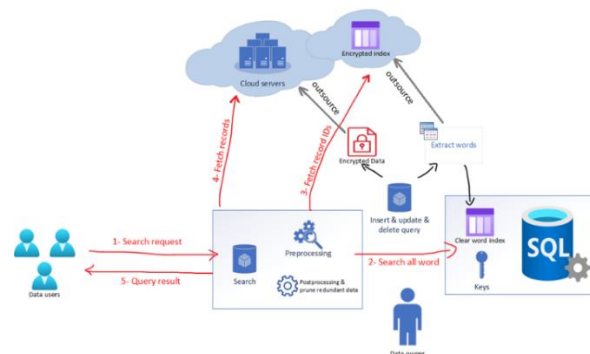 Encrypted index
Cloud servers
outsource
outsource
4- Fetch records
3- Fetch record IDs
Encrypted Data
Extract words
Insert & update &
delete query
1- Search request
Preprocessing
2- Search all word
Clear word index
SQL
Search
Postprocessing &
prune redundant data
Keys
5- Query result
Data users
Data owner